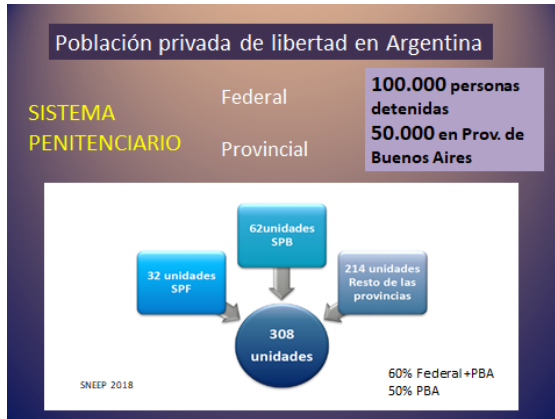 Población privada de libertad en Argentina
SISTEMA
PENITENCIARIO
Federal
Provincial
100.000 personas
detenidas
50.000 en Prov. de
Buenos Aires
62unidades
SPB
32 unidades
SPF
214 unidades
Resto de las
provincias
308
unidades
SNEEP 2018
60% Federal +PBA
50% PBA